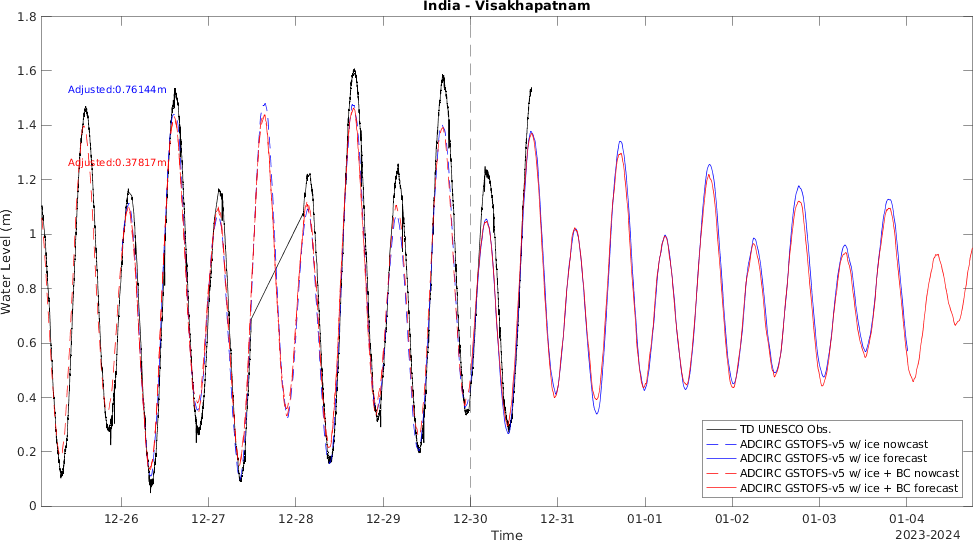 India - Visakhapatnam
1.8
1.6
1.4
1.2
1
0.8
0.6
0.4
0.2
0
Water Level (m)
Adjusted:0.76144m
Adjusted:0.37817m
TD UNESCO Obs.
ADCIRC GSTOFS-v5 w/ ice nowcast
ADCIRC GSTOFS-v5 w/ ice forecast
ADCIRC GSTOFS-v5 w/ ice + BC nowcast
ADCIRC GSTOFS-v5 w/ ice + BC forecast
12-26 12-27 12-28 12-29 12-30 12-31 01-01 01-02 01-03 01-04
Time
2023-2024